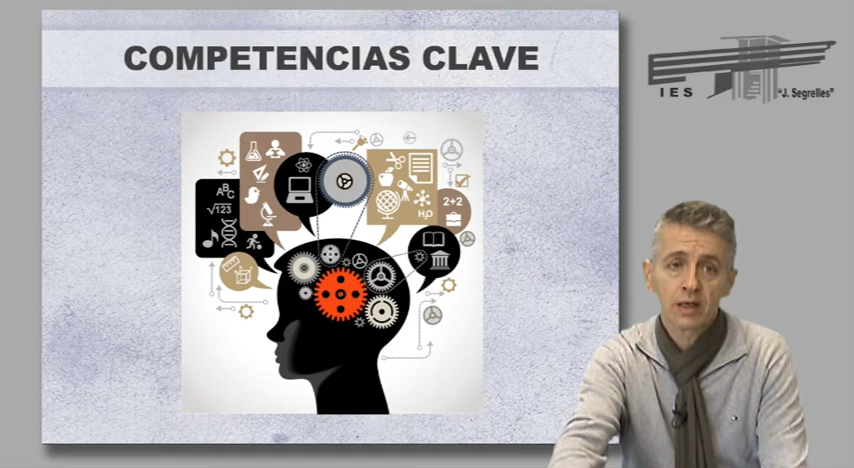 COMPETENCIAS CLAVE
IES
"J. Segrelles"
ABC
√123
2+2
H₂O